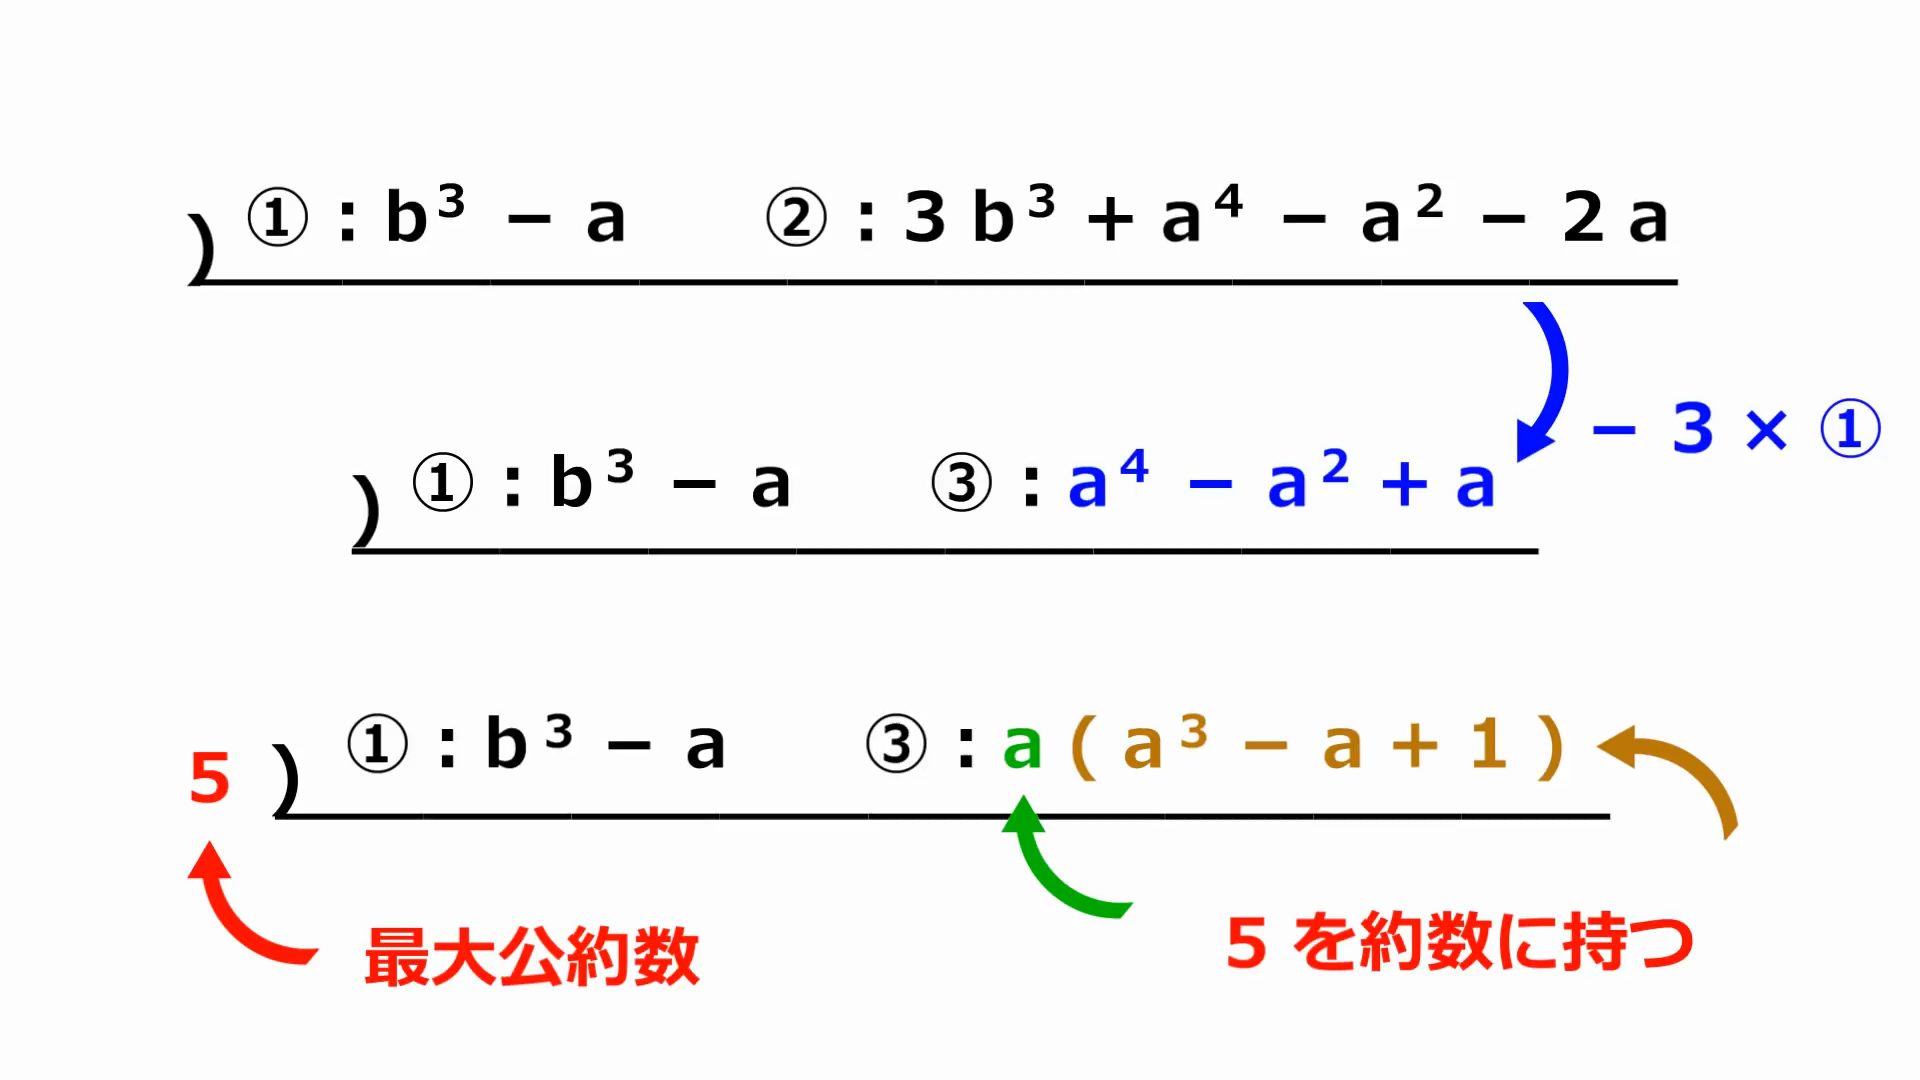 ) ①:b³－a ②:3b³＋a⁴－a²－2a
－3×①
) ①:b³－a ③:a⁴－a²＋a
5 ) ①:b³－a ③:a(a³－a＋1)
最大公約数
5を約数に持つ